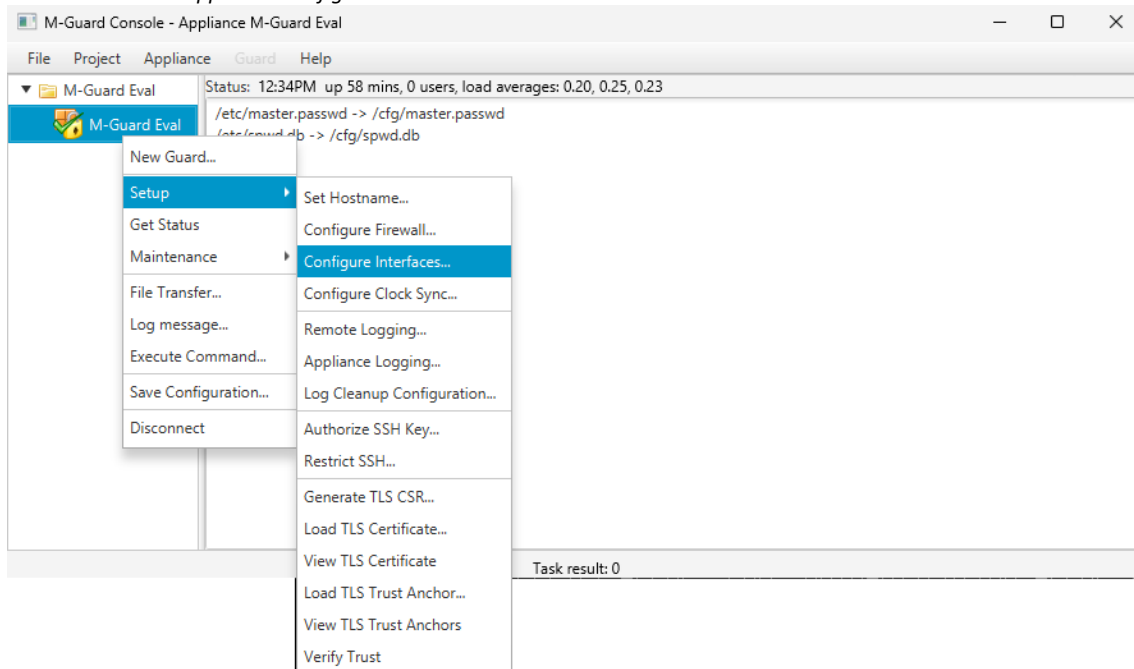 M-Guard Console - Appliance M-Guard Eval
File Project Appliance Guard Help
M-Guard Eval
Status: 12:34PM up 58 mins, 0 users, load averages: 0.20, 0.25, 0.23
M-Guard Eval
/etc/master.passwd -> /cfg/master.passwd
/etc/spwd.db -> /cfg/spwd.db
New Guard...
Setup
Get Status
Maintenance
File Transfer...
Log message...
Execute Command...
Save Configuration...
Disconnect
Set Hostname...
Configure Firewall...
Configure Interfaces...
Configure Clock Sync...
Remote Logging...
Appliance Logging...
Log Cleanup Configuration...
Authorize SSH Key...
Restrict SSH...
Generate TLS CSR...
Load TLS Certificate...
View TLS Certificate
Load TLS Trust Anchor...
View TLS Trust Anchors
Verify Trust
Task result: 0